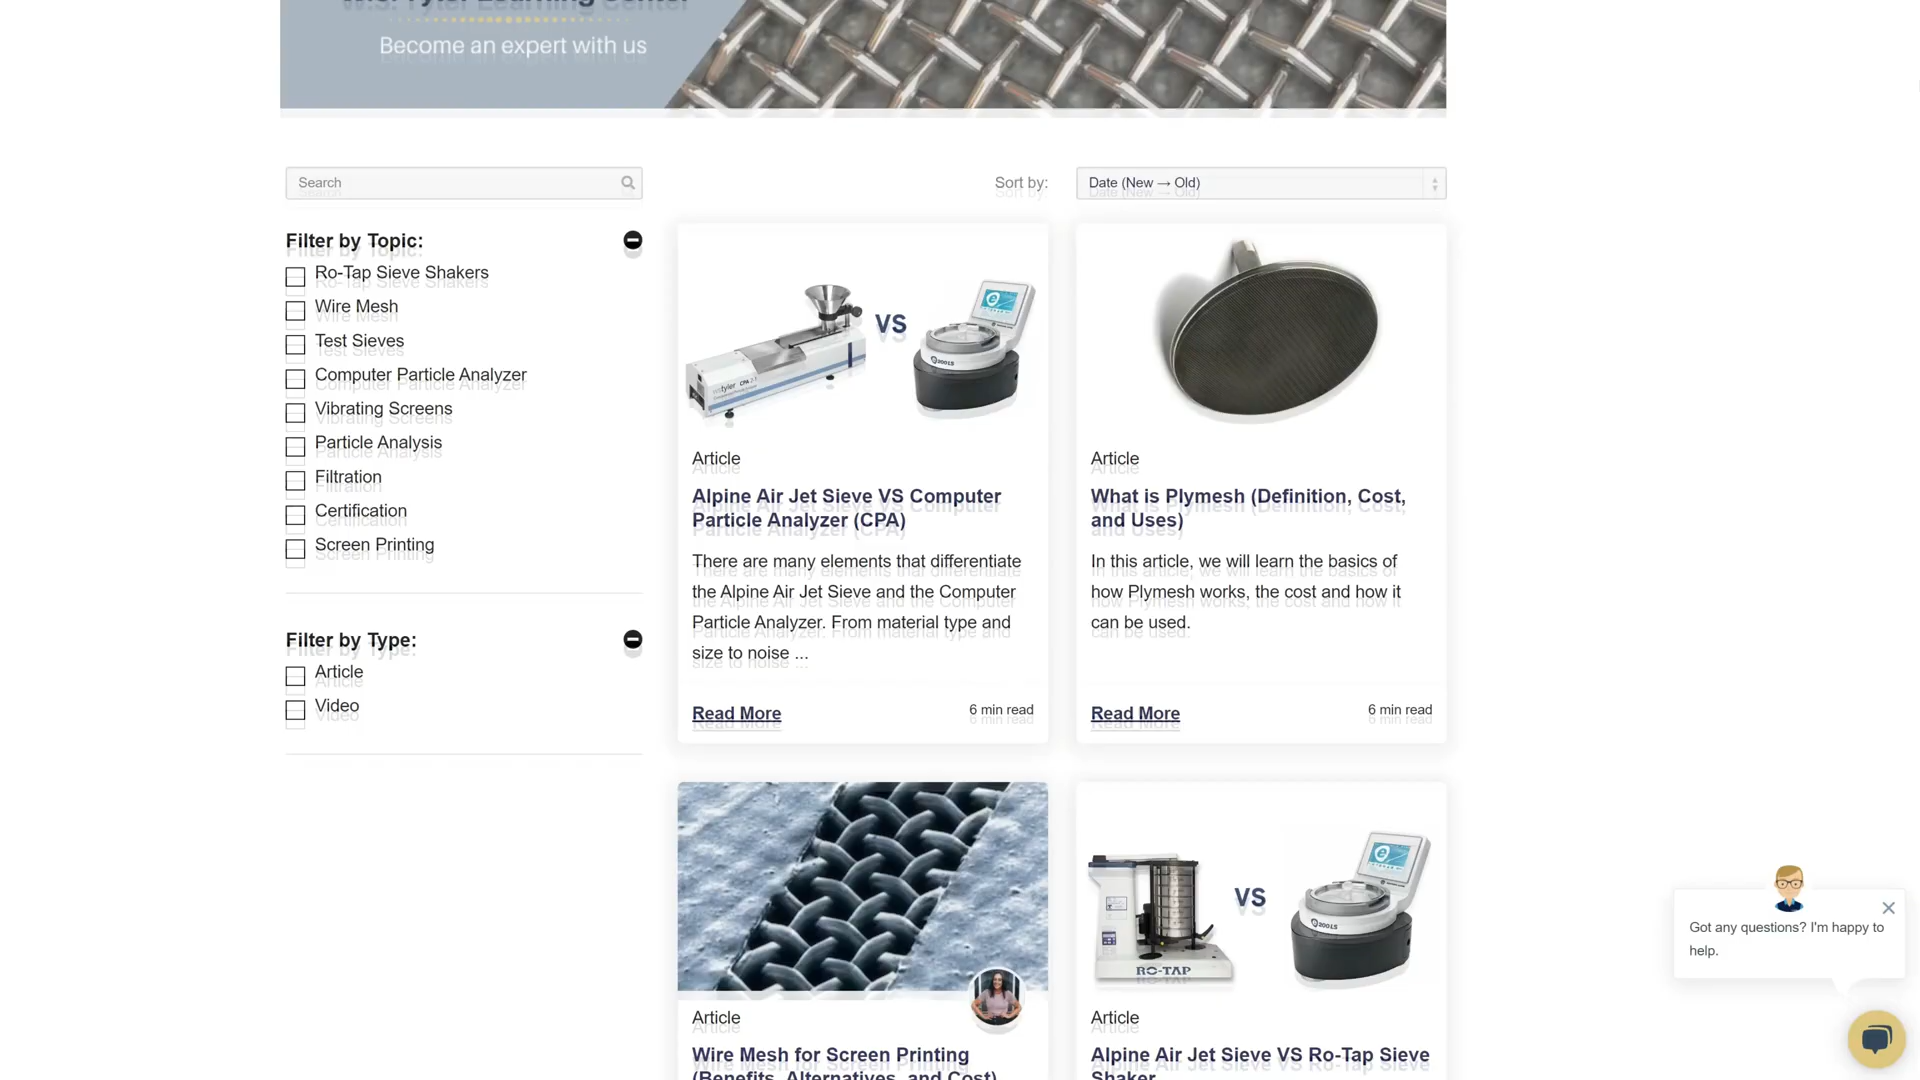 Become an expert with us
Search
Sort by:
Date (New → Old)
Filter by Topic:
Ro-Tap Sieve Shakers
Wire Mesh
Test Sieves
Computer Particle Analyzer
Vibrating Screens
Particle Analysis
Filtration
Certification
Screen Printing
Filter by Type:
Article
Video
VS
Article
Alpine Air Jet Sieve VS Computer
Particle Analyzer (CPA)
There are many elements that differentiate
the Alpine Air Jet Sieve and the Computer
Particle Analyzer. From material type and
size to noise ...
Read More
6 min read
Article
What is Plymesh (Definition, Cost,
and Uses)
In this article, we will learn the basics of
how Plymesh works, the cost and how it
can be used.
Read More
6 min read
Article
Wire Mesh for Screen Printing
(Benefits, Alternatives, and Cost)
VS
RO-TAP
Article
Alpine Air Jet Sieve VS Ro-Tap Sieve
Shaker
Got any questions? I'm happy to
help.